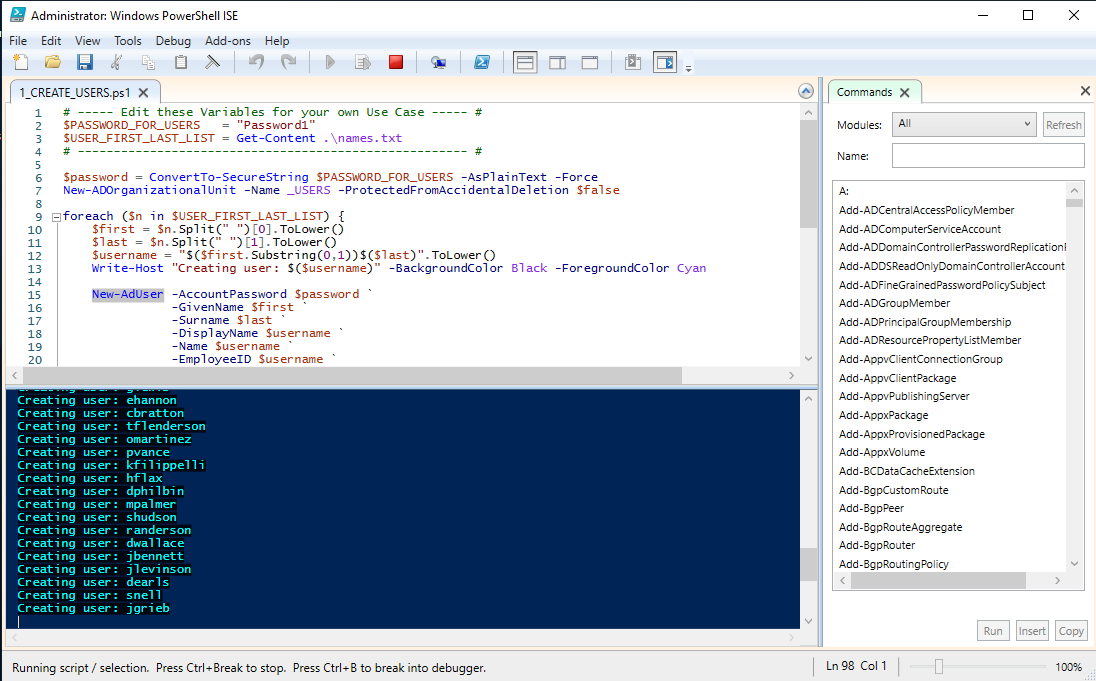 Administrator: Windows PowerShell ISE
File Edit View Tools Debug Add-ons Help
1_CREATE_USERS.ps1
1 # ----- Edit these Variables for your own Use Case ----- #
2 $PASSWORD_FOR_USERS   = "Password1"
3 $USER_FIRST_LAST_LIST = Get-Content .\names.txt
4 # ------------------------------------------------------ #
5
6 $password = ConvertTo-SecureString $PASSWORD_FOR_USERS -AsPlainText -Force
7 New-ADOrganizationalUnit -Name _USERS -ProtectedFromAccidentalDeletion $false
8
9 foreach ($n in $USER_FIRST_LAST_LIST) {
10     $first = $n.Split(" ")[0].ToLower()
11     $last = $n.Split(" ")[1].ToLower()
12     $username = "$($first.Substring(0,1))$($last)".ToLower()
13     Write-Host "Creating user: $($username)" -BackgroundColor Black -ForegroundColor Cyan
14
15     New-AdUser -AccountPassword $password `
16                -GivenName $first `
17                -Surname $last `
18                -DisplayName $username `
19                -Name $username `
20                -EmployeeID $username `
Creating user: ehannon
Creating user: cbratton
Creating user: tflenderson
Creating user: omartinez
Creating user: pvance
Creating user: kfilippelli
Creating user: hflax
Creating user: dphilbin
Creating user: mpalmer
Creating user: shudson
Creating user: randerson
Creating user: dwallace
Creating user: jbennett
Creating user: jlevinson
Creating user: dearls
Creating user: snell
Creating user: jgrieb
Commands
Modules: All Refresh
Name:
A:
Add-ADCentralAccessPolicyMember
Add-ADComputerServiceAccount
Add-ADDomainControllerPasswordReplication
Add-ADDSReadOnlyDomainControllerAccount
Add-ADFineGrainedPasswordPolicySubject
Add-ADGroupMember
Add-ADPrincipalGroupMembership
Add-ADResourcePropertyListMember
Add-AppvClientConnectionGroup
Add-AppvClientPackage
Add-AppvPublishingServer
Add-AppxPackage
Add-AppxProvisionedPackage
Add-AppxVolume
Add-BCDataCacheExtension
Add-BgpCustomRoute
Add-BgpPeer
Add-BgpRouteAggregate
Add-BgpRouter
Add-BgpRoutingPolicy
Run Insert Copy
Running script / selection.  Press Ctrl+Break to stop.  Press Ctrl+B to break into debugger.
Ln 98 Col 1
100%